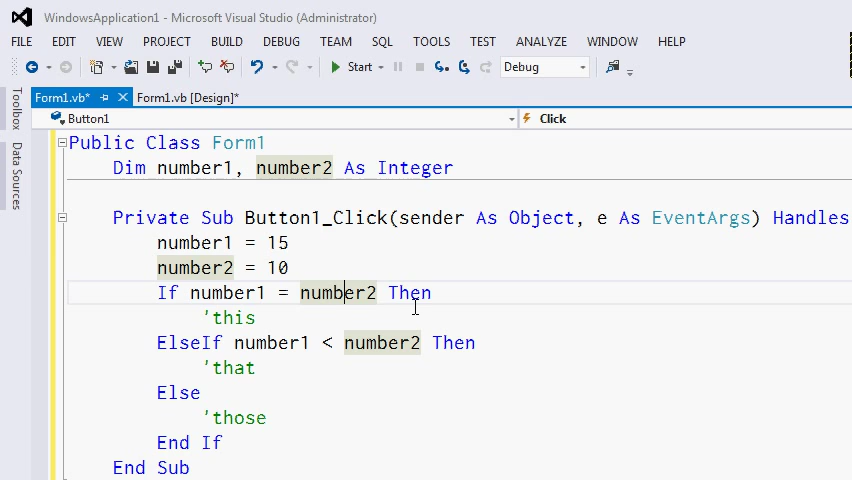 WindowsApplication1 - Microsoft Visual Studio (Administrator)
FILE EDIT VIEW PROJECT BUILD DEBUG TEAM SQL TOOLS TEST ANALYZE WINDOW HELP
Start Debug
Form1.vb* Form1.vb [Design]*
Toolbox
Data Sources
Button1 Click
Public Class Form1
Dim number1, number2 As Integer
Private Sub Button1_Click(sender As Object, e As EventArgs) Handles
number1 = 15
number2 = 10
If number1 = number2 Then
'this
ElseIf number1 < number2 Then
'that
Else
'those
End If
End Sub